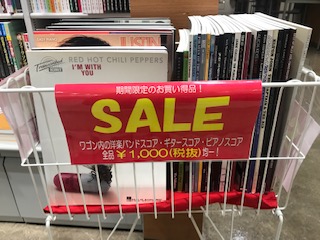 JUSTIN
RED HOT CHILI PEPPERS
I'M WITH
YOU
期間限定のお買い得品!
SALE
ワゴン内の洋楽バンドスコア・ギタースコア・ピアノスコア
全品¥1,000(税抜)均一!